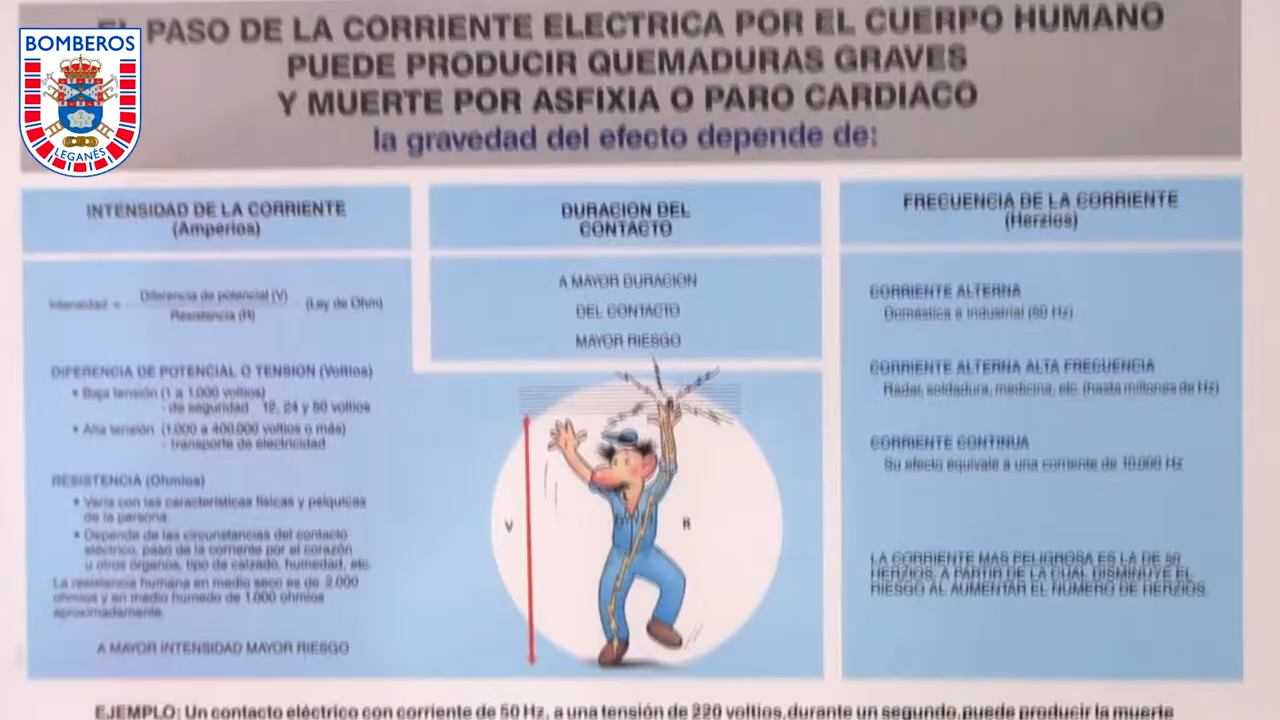 BOMBEROS
LEGANÉS
EL PASO DE LA CORRIENTE ELECTRICA POR EL CUERPO HUMANO
PUEDE PRODUCIR QUEMADURAS GRAVES
Y MUERTE POR ASFIXIA O PARO CARDIACO
la gravedad del efecto depende de:
INTENSIDAD DE LA CORRIENTE
(Amperios)
Intensidad = Diferencia de potencial (V) (Ley de Ohm)
Resistencia (R)
DIFERENCIA DE POTENCIAL O TENSION (Voltios)
• Baja tensión (1 a 1.000 voltios)
- de seguridad 12, 24 y 50 voltios
• Alta tensión (1.000 a 400.000 voltios o más)
- transporte de electricidad
RESISTENCIA (Ohmios)
• Varía con las características físicas y psíquicas
de la persona.
• Depende de las circunstancias del contacto
eléctrico, paso de la corriente por el corazón
u otros órganos, tipo de calzado, humedad, etc.
La resistencia humana en medio seco es de
ohmios y en medio humedo de 1.000 ohmios
aproximadamente.
A MAYOR INTENSIDAD MAYOR RIESGO
DURACION DEL
CONTACTO
A MAYOR DURACION
DEL CONTACTO
MAYOR RIESGO
V
R
FRECUENCIA DE LA CORRIENTE
(Herzios)
CORRIENTE ALTERNA
Doméstica e industrial Hz)
CORRIENTE ALTERNA ALTA FRECUENCIA
Radar, soldadura, medicina, etc. (hasta millones de Hz)
CORRIENTE CONTINUA
Su efecto equivale a una corriente de 10.000 Hz
LA CORRIENTE MAS PELIGROSA ES LA DE 50
HERZIOS, A PARTIR DE LA CUAL DISMINUYE EL
RIESGO AL AUMENTAR EL NUMERO DE HERZIOS.
EJEMPLO: Un contacto eléctrico con corriente de 50 Hz, a una tensión de 220 voltios, durante un segundo, puede producir la muerte